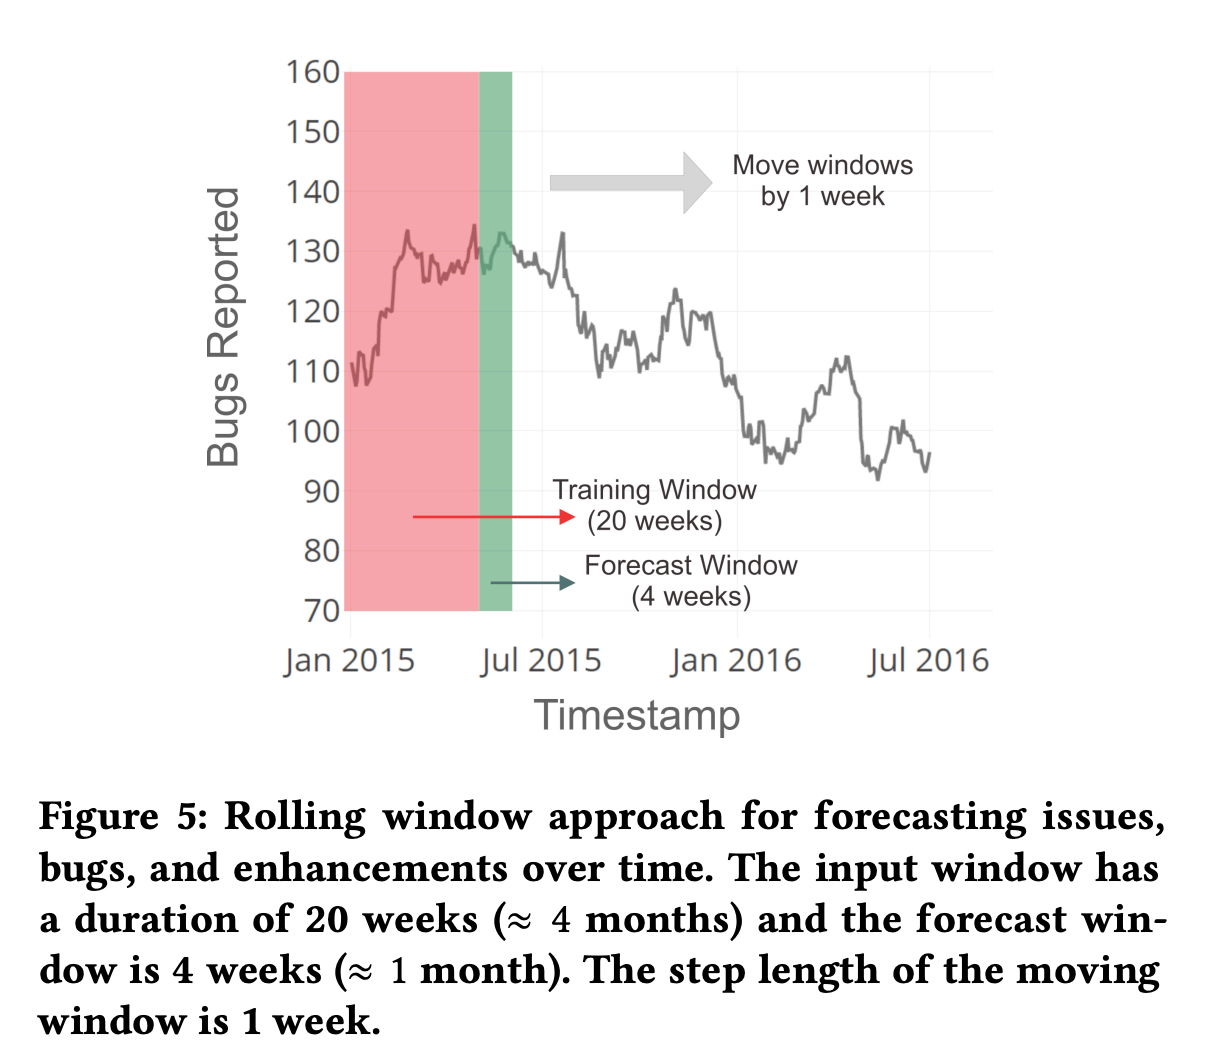 160
150
140
130
120
110
100
90
80
70
Bugs Reported
Move windows
by 1 week
Training Window
(20 weeks)
Forecast Window
(4 weeks)
Jan 2015
Jul 2015
Jan 2016
Jul 2016
Timestamp
Figure 5: Rolling window approach for forecasting issues,
bugs, and enhancements over time. The input window has
a duration of 20 weeks (≈ 4 months) and the forecast win-
dow is 4 weeks (≈ 1 month). The step length of the moving
window is 1 week.